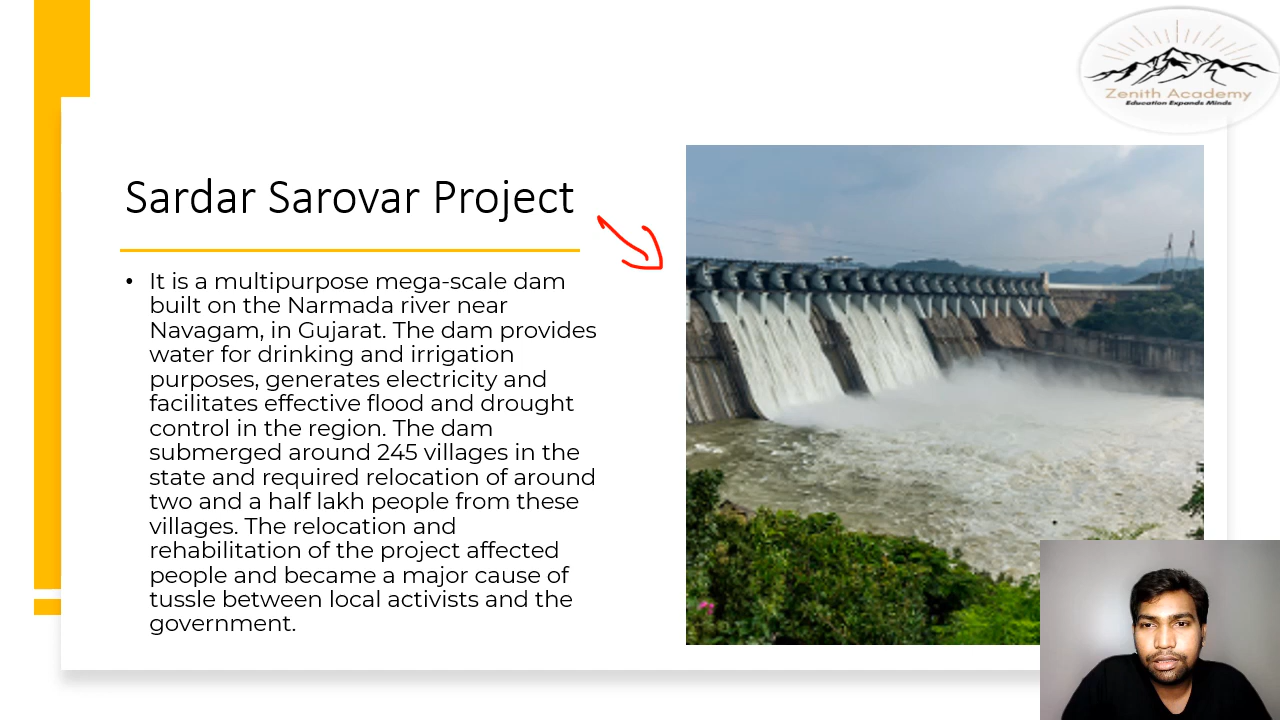 Zenith Academy
Education Expands Minds
Sardar Sarovar Project
• It is a multipurpose mega-scale dam
built on the Narmada river near
Navagam, in Gujarat. The dam provides
water for drinking and irrigation
purposes, generates electricity and
facilitates effective flood and drought
control in the region. The dam
submerged around 245 villages in the
state and required relocation of around
two and a half lakh people from these
villages. The relocation and
rehabilitation of the project affected
people and became a major cause of
tussle between local activists and the
government.